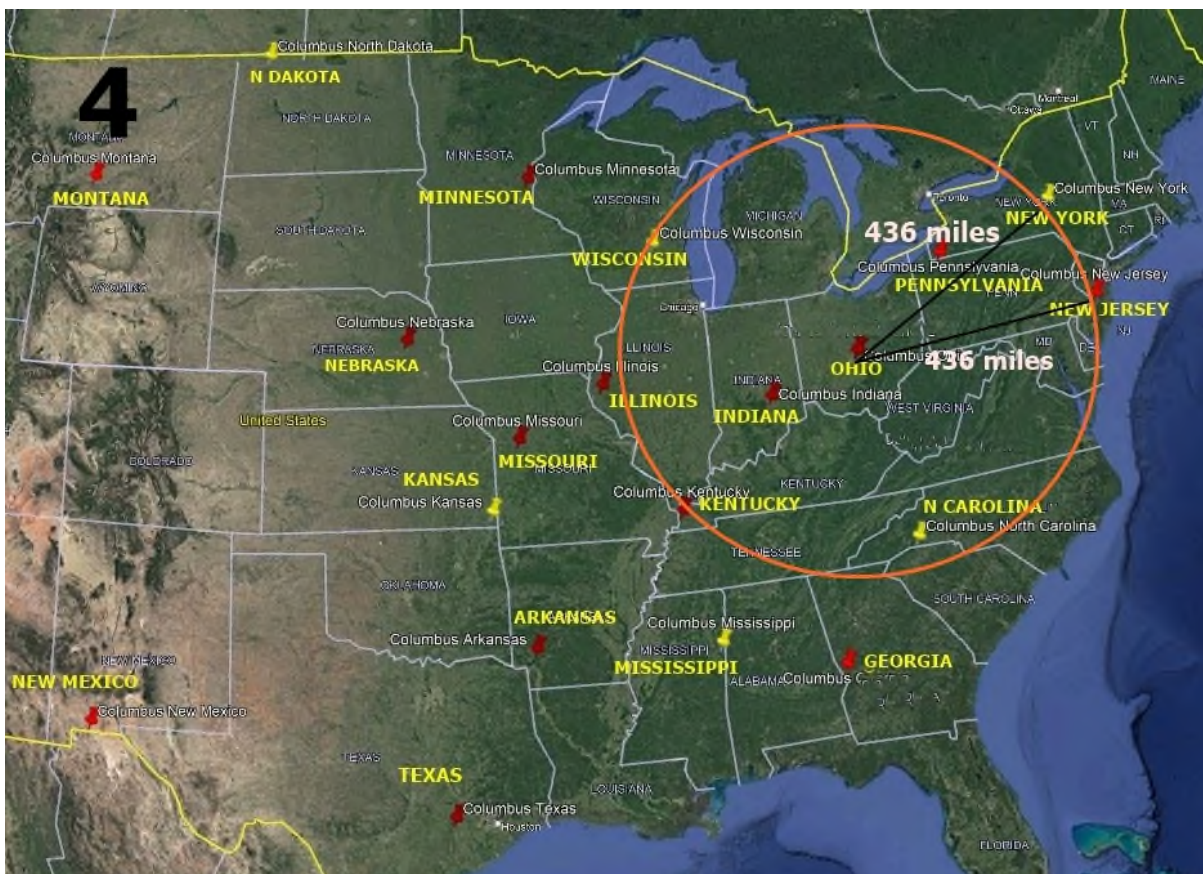 Columbus North Dakota
N DAKOTA
4
NORTH DAKOTA
MONTANA
Columbus Montana
MONTANA
MINNESOTA
Columbus Minnesota
MINNESOTA
WISCONSIN
Columbus Wisconsin
WISCONSIN
MICHIGAN
Ottawa
Montreal
MAINE
VT
NH
Toronto
NEW YORK
Columbus New York
NEW YORK
MA
CT
RI
436 miles
Columbus Pennslyvania
PENNSYLVANIA
PENN
Columbus New Jersey
NEW JERSEY
NJ
SOUTH DAKOTA
WYOMING
Columbus Nebraska
NEBRASKA
NEBRASKA
IOWA
Chicago
ILLINOIS
Columbus Illinois
ILLINOIS
INDIANA
Columbus Indiana
INDIANA
OHIO
436 miles
MD
DE
WEST VIRGINIA
United States
COLORADO
KANSAS
KANSAS
Columbus Kansas
Columbus Missouri
MISSOURI
MISSOURI
Columbus Kentucky
KENTUCKY
KENTUCKY
N CAROLINA
Columbus North Carolina
TENNESSEE
SOUTH CAROLINA
OKLAHOMA
ARKANSAS
Columbus Arkansas
Columbus Mississippi
MISSISSIPPI
MISSISSIPPI
ALABAMA
GEORGIA
Columbus
NEW MEXICO
NEW MEXICO
Columbus New Mexico
TEXAS
TEXAS
Columbus Texas
Houston
LOUISIANA
FLORIDA